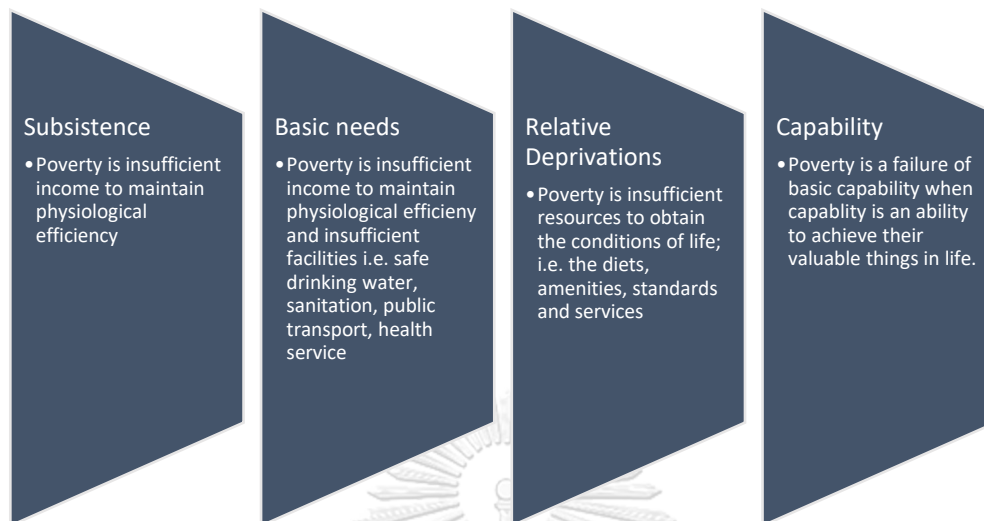 Subsistence
•Poverty is insufficient
income to maintain
physiological
efficiency
Basic needs
•Poverty is insufficient
income to maintain
physiological efficieny
and insufficient
facilities i.e. safe
drinking water,
sanitation, public
transport, health
service
Relative
Deprivations
•Poverty is insufficient
resources to obtain
the conditions of life;
i.e. the diets,
amenities, standards
and services
Capability
•Poverty is a failure of
basic capability when
capablity is an ability
to achieve their
valuable things in life.